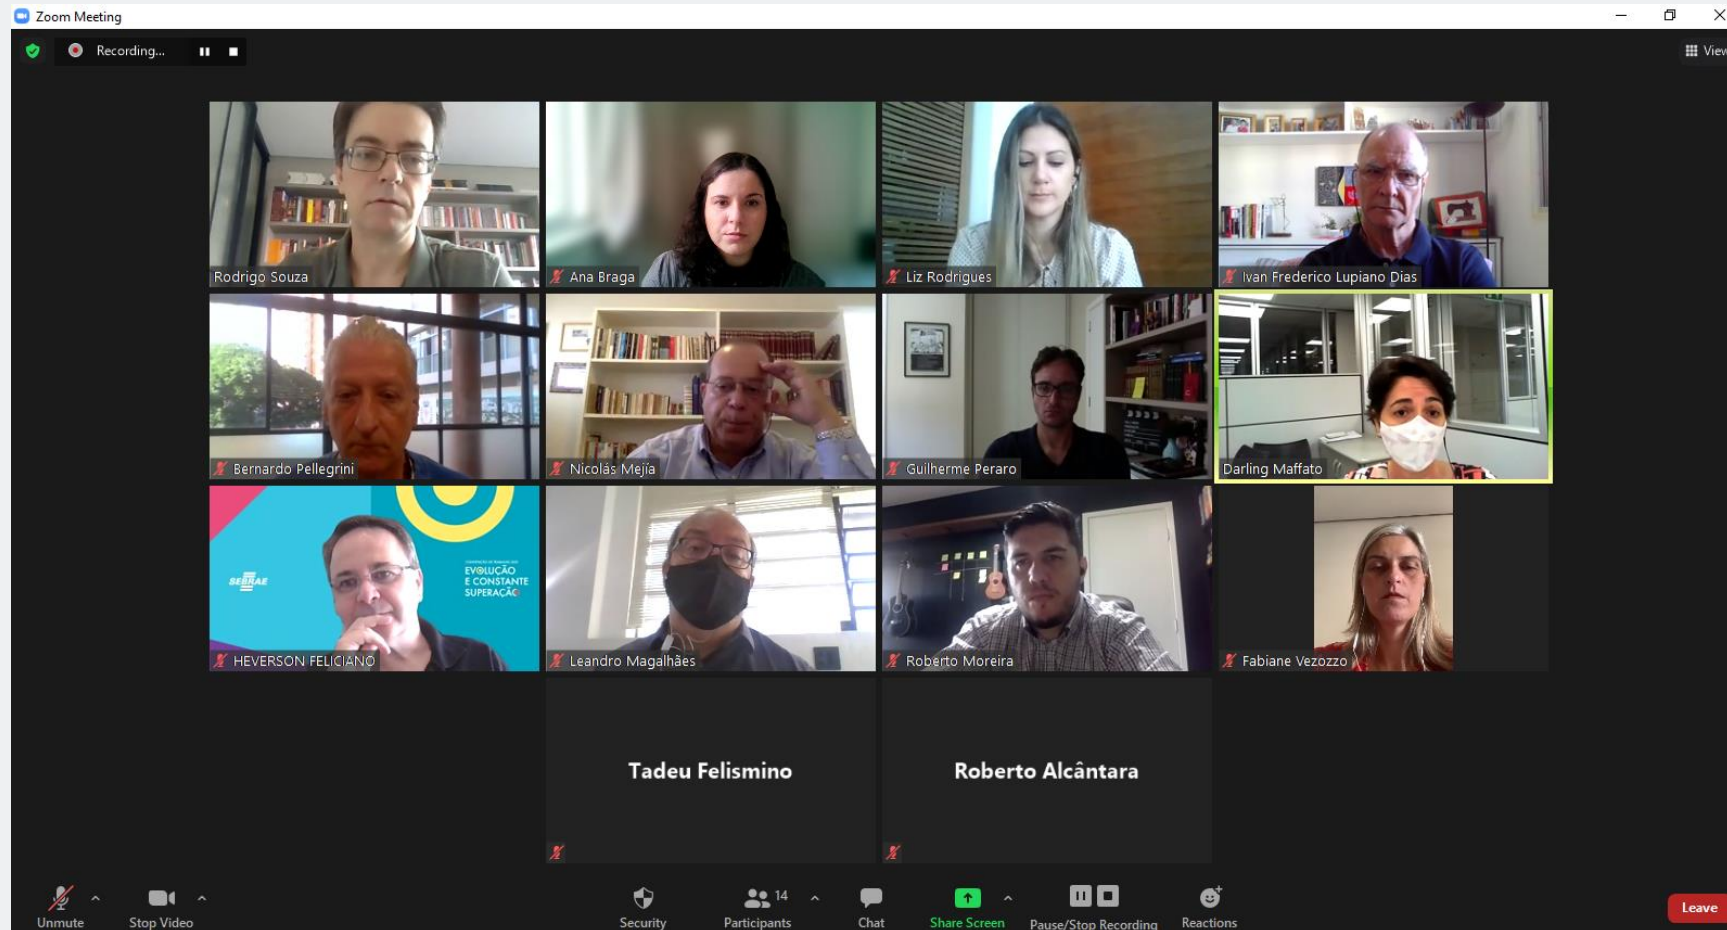 Zoom Meeting
Recording...
View
Rodrigo Souza
Ana Braga
Liz Rodrigues
Ivan Frederico Lupiano Dias
Bernardo Pellegrini
Nicolás Mejía
Guilherme Peraro
Darling Maffato
SEBRAE
EVOLUÇÃO
E CONSTANTE
SUPERAÇÃO
HEVERSON FELICIANO
Leandro Magalhães
Roberto Moreira
Fabiane Vezozzo
Tadeu Felismino
Roberto Alcântara
Unmute
Stop Video
Security
14
Participants
Chat
Share Screen
Pause/Stop Recording
Reactions
Leave